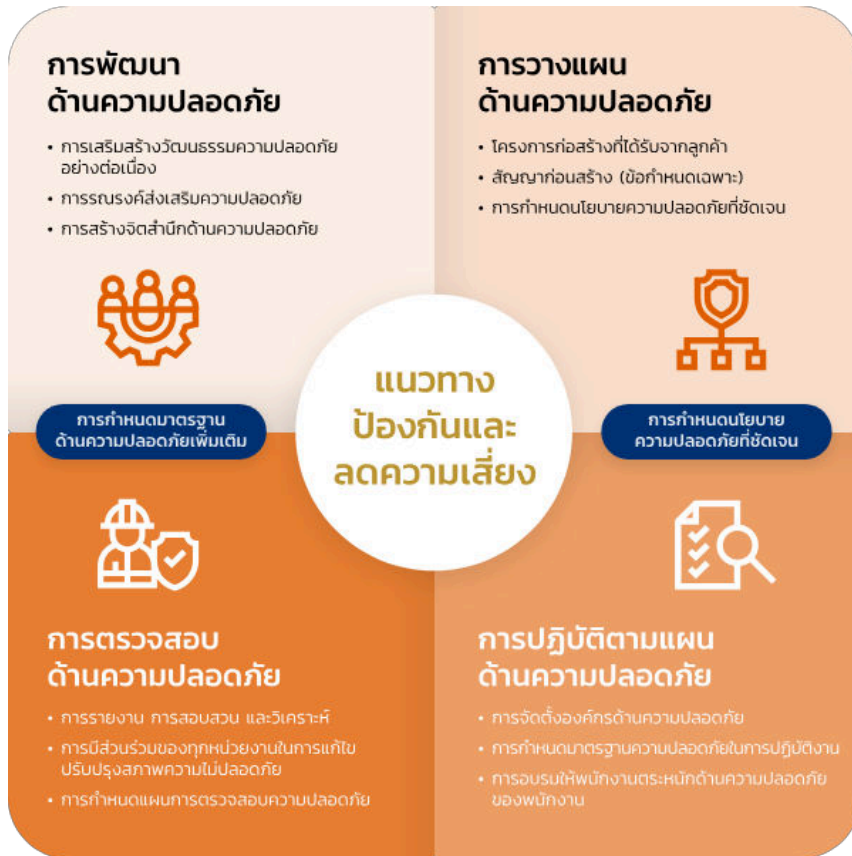 การพัฒนา
ด้านความปลอดภัย
• การเสริมสร้างวัฒนธรรมความปลอดภัย
อย่างต่อเนื่อง
• การรณรงค์ส่งเสริมความปลอดภัย
• การสร้างจิตสำนึกด้านความปลอดภัย
การวางแผน
ด้านความปลอดภัย
• โครงการก่อสร้างที่ได้รับจากลูกค้า
• สัญญาก่อนสร้าง (ข้อกำหนดเฉพาะ)
• การกำหนดนโยบายความปลอดภัยที่ชัดเจน
แนวทาง
ป้องกันและ
ลดความเสี่ยง
การกำหนดมาตรฐาน
ด้านความปลอดภัยเพิ่มเติม
การกำหนดนโยบาย
ความปลอดภัยที่ชัดเจน
การตรวจสอบ
ด้านความปลอดภัย
• การรายงาน การสอบสวน และวิเคราะห์
• การมีส่วนร่วมของทุกหน่วยงานในการแก้ไข
ปรับปรุงสภาพความไม่ปลอดภัย
• การกำหนดแผนการตรวจสอบความปลอดภัย
การปฏิบัติตามแผน
ด้านความปลอดภัย
• การจัดตั้งองค์กรด้านความปลอดภัย
• การกำหนดมาตรฐานความปลอดภัยในการปฏิบัติงาน
• การอบรมให้พนักงานตระหนักด้านความปลอดภัย
ของพนักงาน